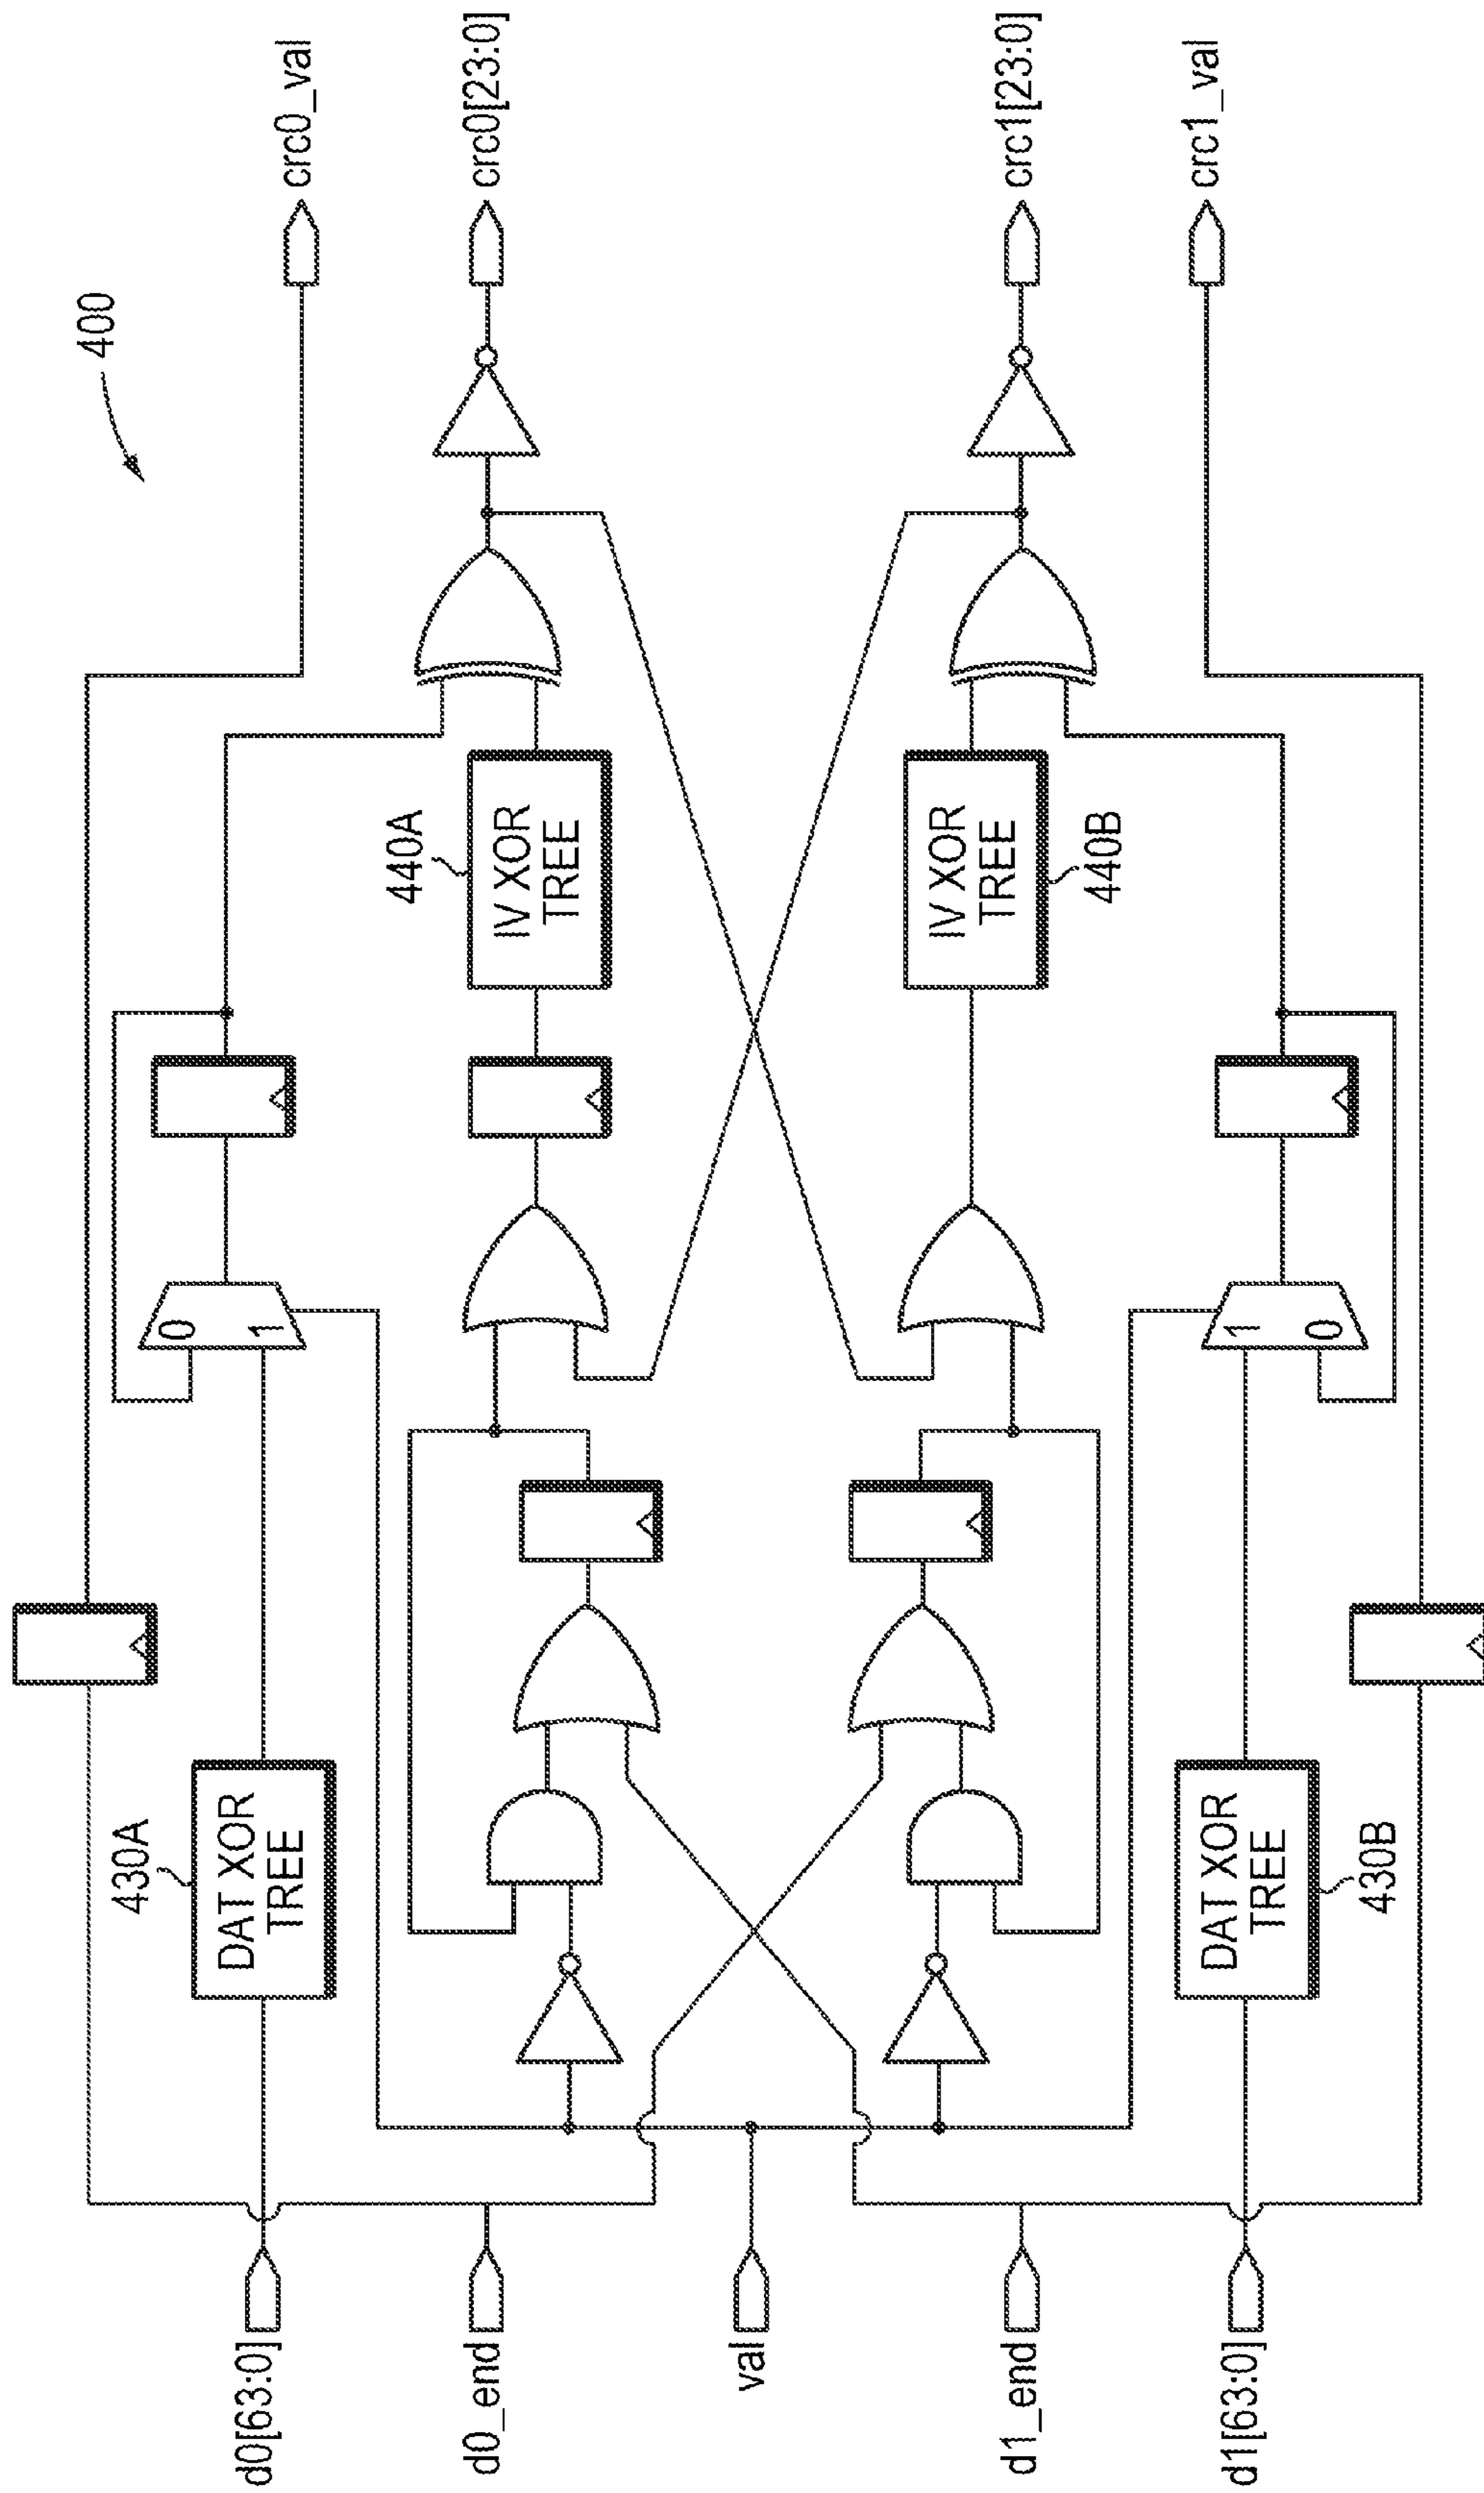 400
d0[63:0]
d0_end
val
d1_end
d1[63:0]
430A
DAT XOR
TREE
430B
DAT XOR
TREE
0
1
1
0
440A
IV XOR
TREE
440B
IV XOR
TREE
crc0_val
crc0[23:0]
crc1[23:0]
crc1_val